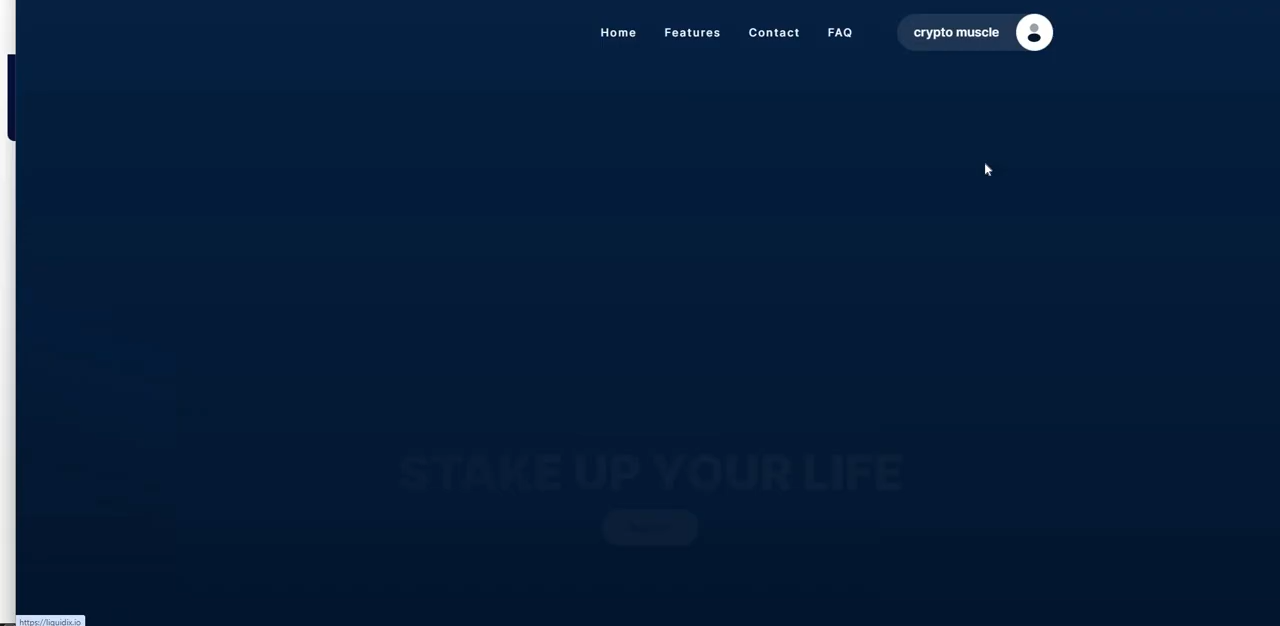 Home Features Contact FAQ crypto muscle
STAKE UP YOUR LIFE
https://liquidix.io